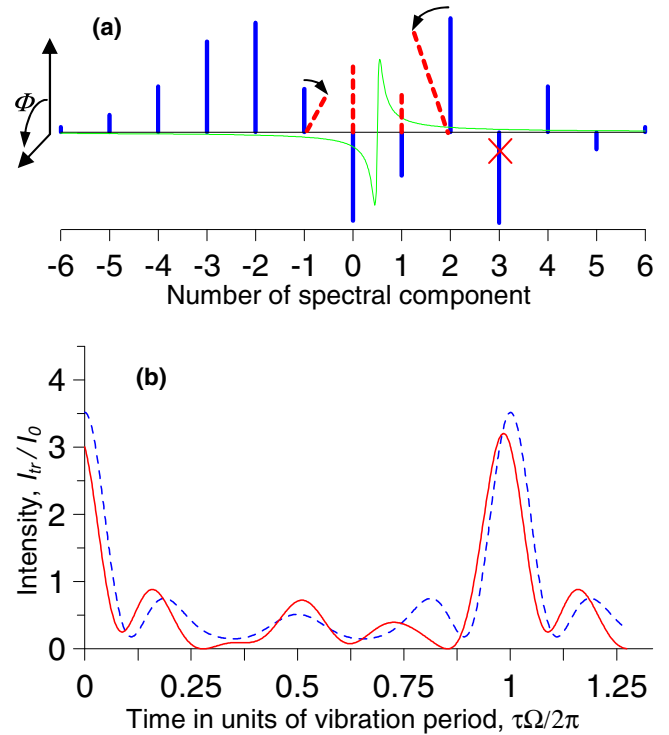 (a)
Φ
-6 -5 -4 -3 -2 -1 0 1 2 3 4 5 6
Number of spectral component
(b)
4
3
2
1
0
Intensity, I_tr / I_0
0 0.25 0.5 0.75 1 1.25
Time in units of vibration period, τΩ/2π